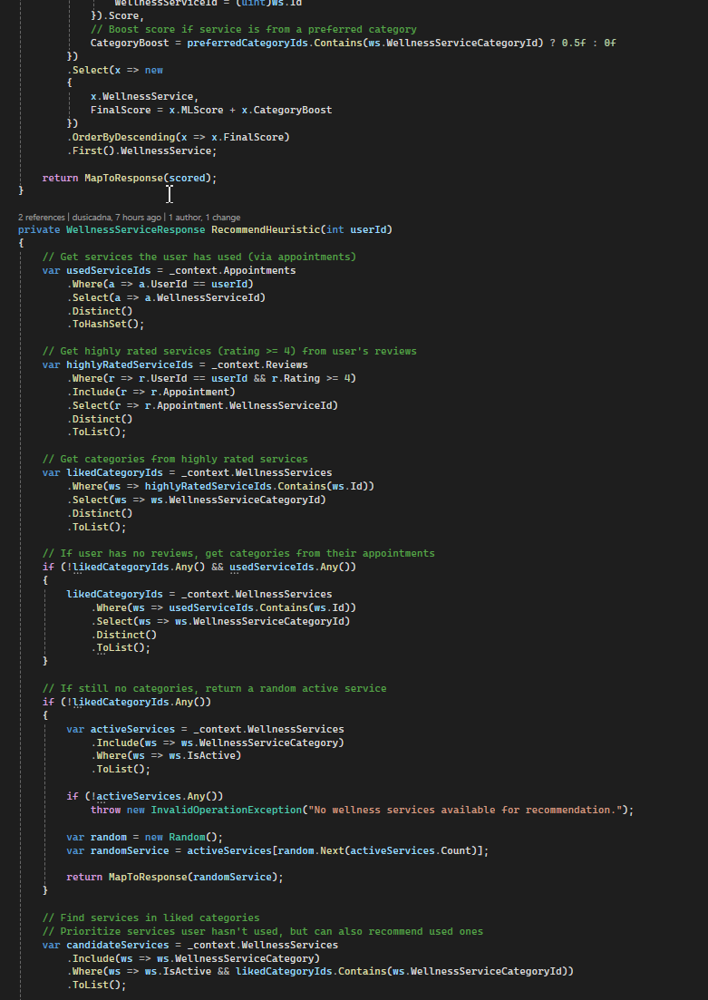 WellnessServiceId = (uint)ws.Id
}).Score,
// Boost score if service is from a preferred category
CategoryBoost = preferredCategoryIds.Contains(ws.WellnessServiceCategoryId) ? 0.5f : 0f
})
.Select(x => new
{
x.WellnessService,
FinalScore = x.MLScore + x.CategoryBoost
})
.OrderByDescending(x => x.FinalScore)
.First().WellnessService;
return MapToResponse(scored);
}
2 references | dusicadna, 7 hours ago | 1 author, 1 change
private WellnessServiceResponse RecommendHeuristic(int userId)
{
// Get services the user has used (via appointments)
var usedServiceIds = _context.Appointments
.Where(a => a.UserId == userId)
.Select(a => a.WellnessServiceId)
.Distinct()
.ToHashSet();
// Get highly rated services (rating >= 4) from user's reviews
var highlyRatedServiceIds = _context.Reviews
.Where(r => r.UserId == userId && r.Rating >= 4)
.Include(r => r.Appointment)
.Select(r => r.Appointment.WellnessServiceId)
.Distinct()
.ToList();
// Get categories from highly rated services
var likedCategoryIds = _context.WellnessServices
.Where(ws => highlyRatedServiceIds.Contains(ws.Id))
.Select(ws => ws.WellnessServiceCategoryId)
.Distinct()
.ToList();
// If user has no reviews, get categories from their appointments
if (!likedCategoryIds.Any() && usedServiceIds.Any())
{
likedCategoryIds = _context.WellnessServices
.Where(ws => usedServiceIds.Contains(ws.Id))
.Select(ws => ws.WellnessServiceCategoryId)
.Distinct()
.ToList();
}
// If still no categories, return a random active service
if (!likedCategoryIds.Any())
{
var activeServices = _context.WellnessServices
.Include(ws => ws.WellnessServiceCategory)
.Where(ws => ws.IsActive)
.ToList();
if (!activeServices.Any())
throw new InvalidOperationException("No wellness services available for recommendation.");
var random = new Random();
var randomService = activeServices[random.Next(activeServices.Count)];
return MapToResponse(randomService);
}
// Find services in liked categories
// Prioritize services user hasn't used, but can also recommend used ones
var candidateServices = _context.WellnessServices
.Include(ws => ws.WellnessServiceCategory)
.Where(ws => ws.IsActive && likedCategoryIds.Contains(ws.WellnessServiceCategoryId))
.ToList();